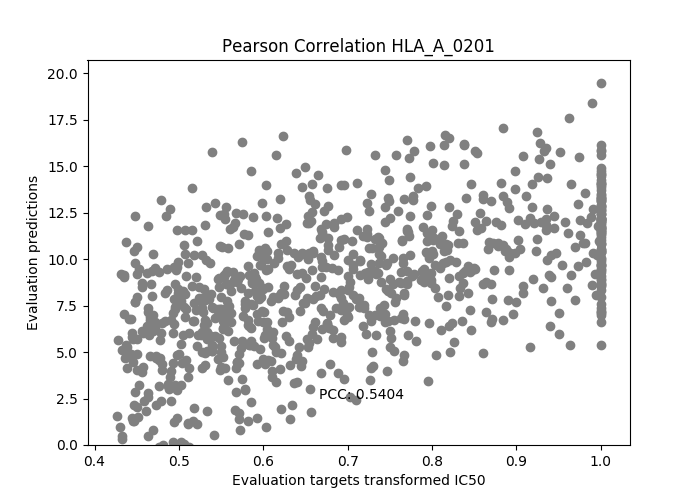 Pearson Correlation HLA_A_0201
20.0
17.5
15.0
12.5
10.0
7.5
5.0
2.5
0.0
Evaluation predictions
PCC: 0.5404
0.4 0.5 0.6 0.7 0.8 0.9 1.0
Evaluation targets transformed IC50